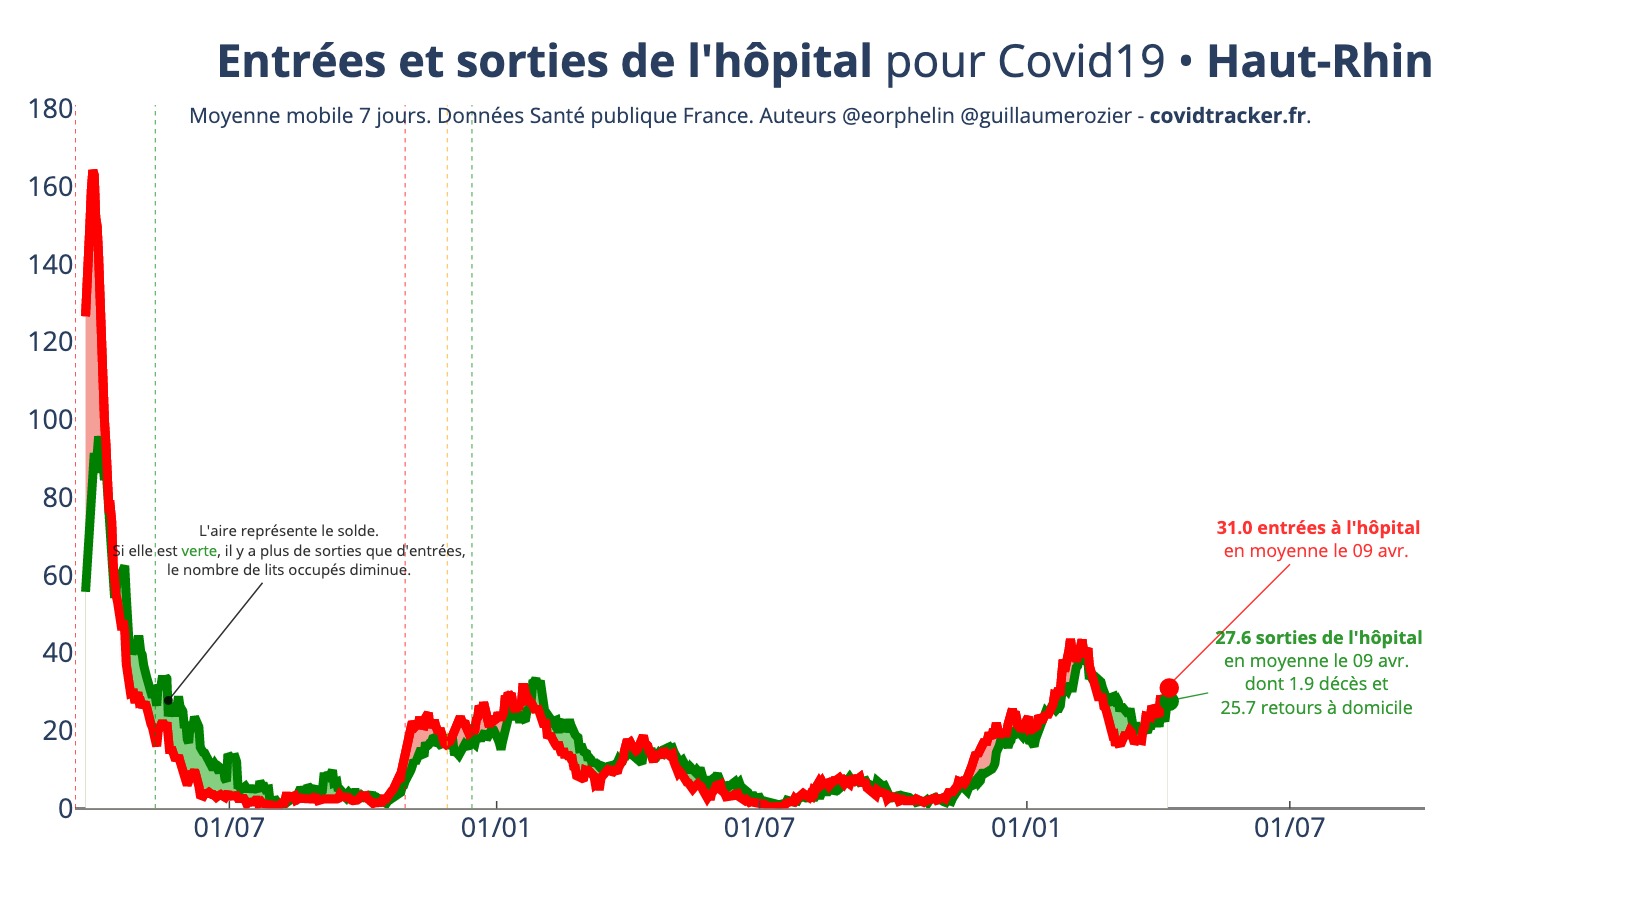 Entrées et sorties de l'hôpital pour Covid19 • Haut-Rhin
Moyenne mobile 7 jours. Données Santé publique France. Auteurs @eorphelin @guillaumerozier - covidtracker.fr.
180
160
140
120
100
80
60
40
20
0
L'aire représente le solde.
Si elle est verte, il y a plus de sorties que d'entrées,
le nombre de lits occupés diminue.
31.0 entrées à l'hôpital
en moyenne le 09 avr.
27.6 sorties de l'hôpital
en moyenne le 09 avr.
dont 1.9 décès et
25.7 retours à domicile
01/07
01/01
01/07
01/01
01/07